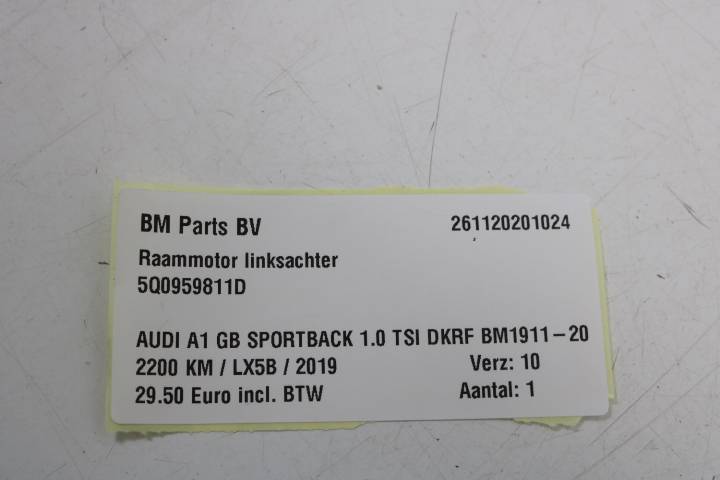 BM Parts BV 261120201024
Raammotor linksachter
5Q0959811D
AUDI A1 GB SPORTBACK 1.0 TSI DKRF BM1911-20
2200 KM / LX5B / 2019 Verz: 10
29.50 Euro incl. BTW Aantal: 1